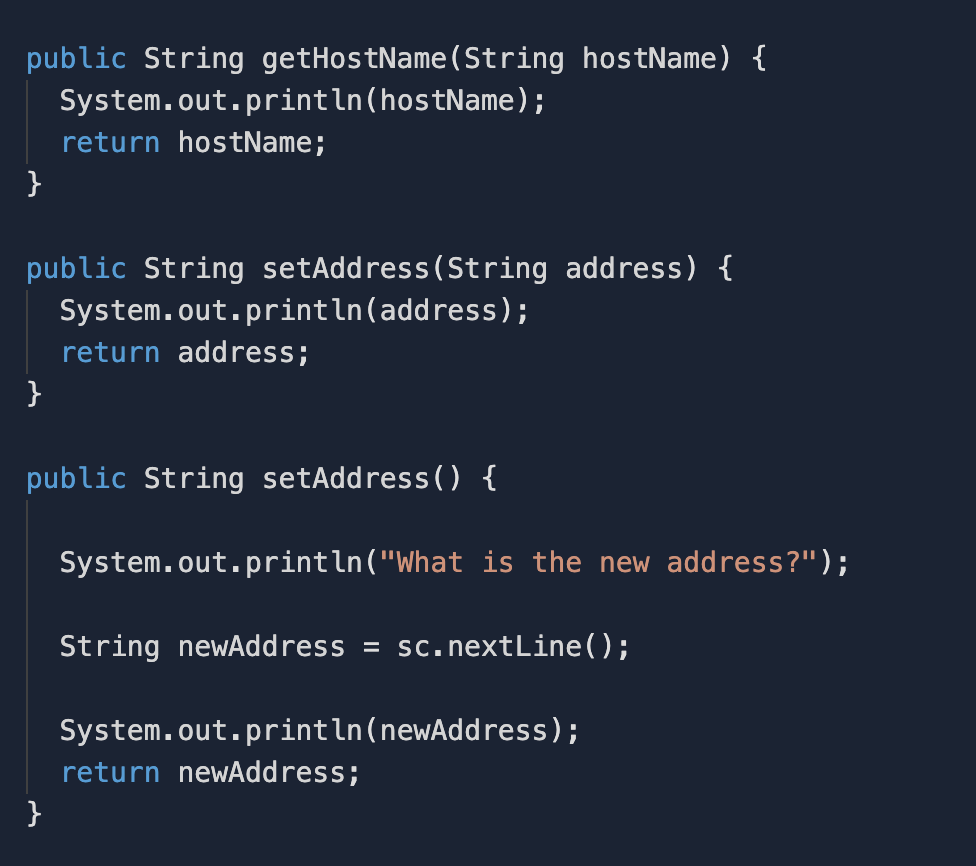 public String getHostName(String hostName) {
  System.out.println(hostName);
  return hostName;
}

public String setAddress(String address) {
  System.out.println(address);
  return address;
}

public String setAddress() {

  System.out.println("What is the new address?");

  String newAddress = sc.nextLine();

  System.out.println(newAddress);
  return newAddress;
}